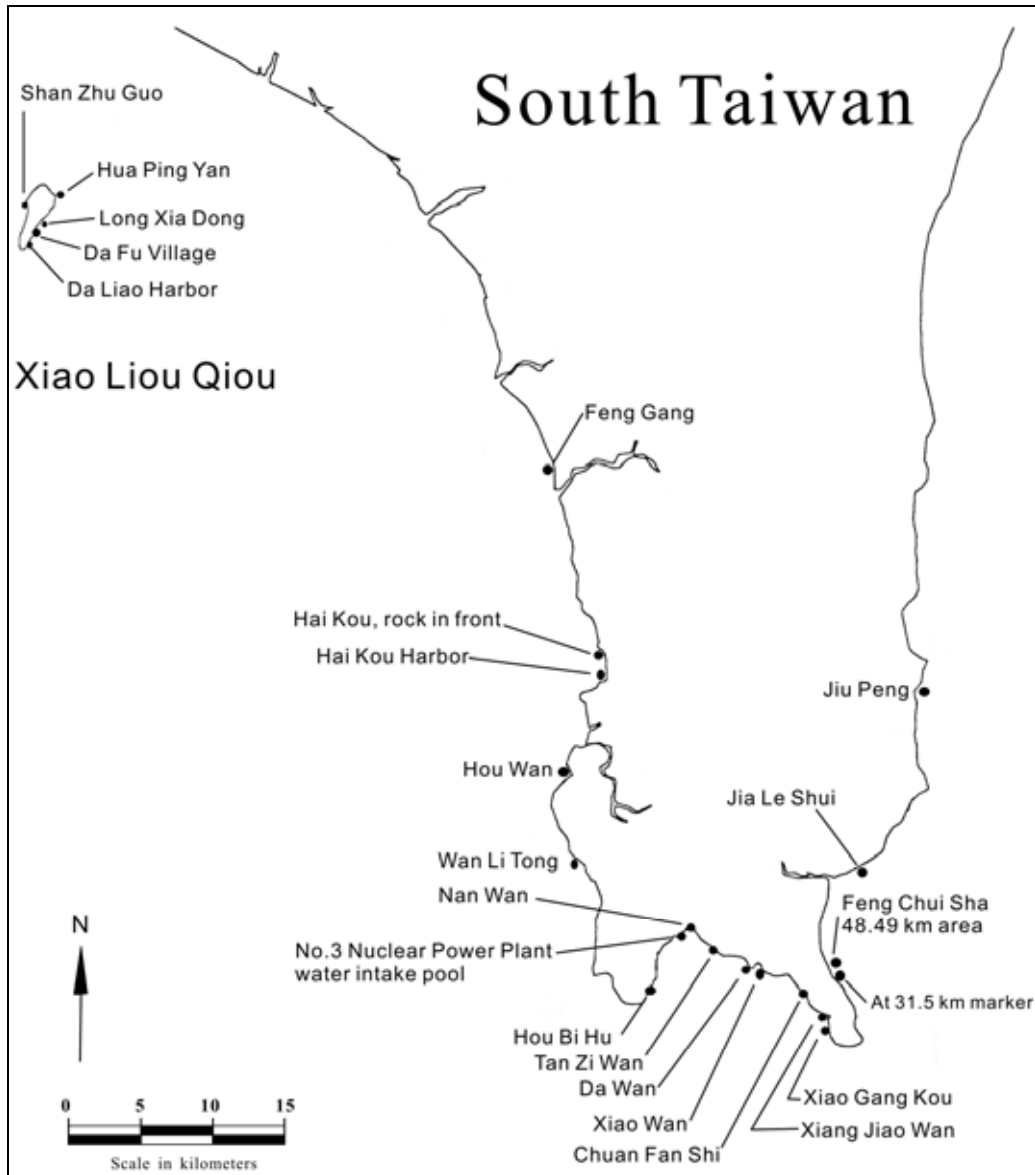 South Taiwan
Shan Zhu Guo
Hua Ping Yan
Long Xia Dong
Da Fu Village
Da Liao Harbor
Xiao Liou Qiou
Feng Gang
Hai Kou, rock in front
Hai Kou Harbor
Jiu Peng
Hou Wan
Jia Le Shui
Wan Li Tong
Nan Wan
Feng Chui Sha
48.49 km area
No.3 Nuclear Power Plant
water intake pool
At 31.5 km marker
N
Hou Bi Hu
Tan Zi Wan
Da Wan
Xiao Wan
Chuan Fan Shi
Xiao Gang Kou
Xiang Jiao Wan
0 5 10 15
Scale in kilometers